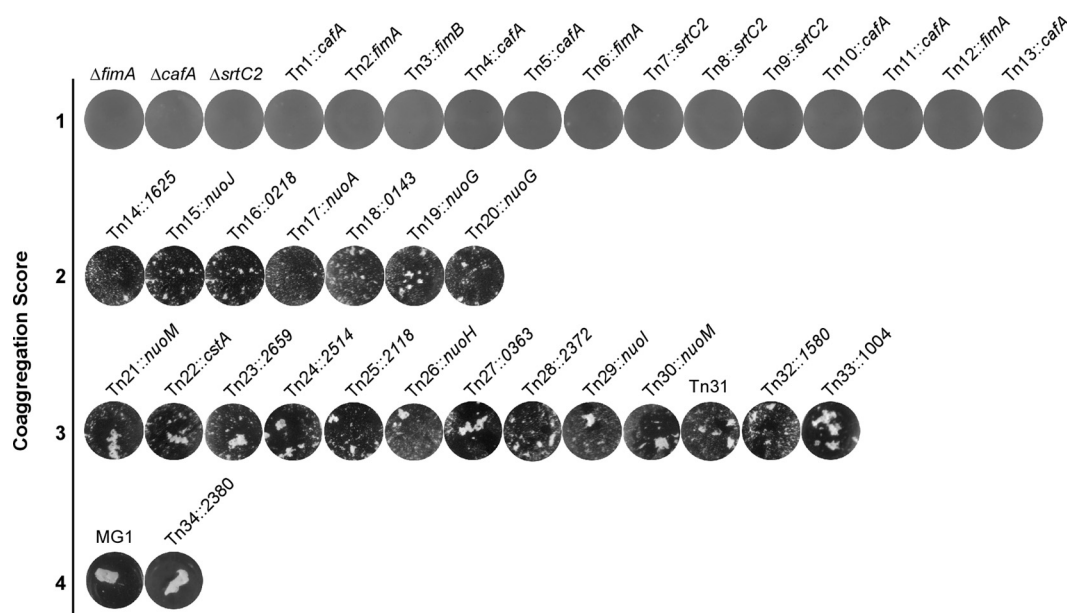 ΔfimA ΔcafA ΔsrtC2 Tn1::cafA Tn2:fimA Tn3::fimB Tn4::cafA Tn5::cafA Tn6::fimA Tn7::srtC2 Tn8::srtC2 Tn9::srtC2 Tn10::cafA Tn11::cafA Tn12::fimA Tn13::cafA
1
Tn14::1625 Tn15::nuoJ Tn16::0218 Tn17::nuoA Tn18::0143 Tn19::nuoG Tn20::nuoG
2
Coaggregation Score
Tn21::nuoM Tn22::cstA Tn23::2659 Tn24::2514 Tn25::2118 Tn26::nuoH Tn27::0363 Tn28::2372 Tn29::nuoI Tn30::nuoM Tn31 Tn32::1580 Tn33::1004
3
MG1 Tn34::2380
4